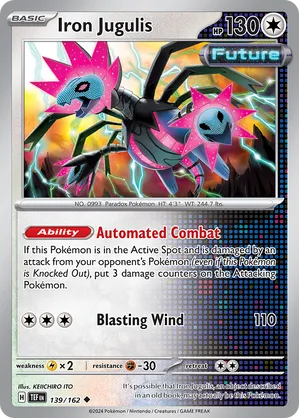 BASIC
Iron Jugulis
HP 130
Future
NO. 0993 Paradox Pokémon HT: 4'3" WT: 244.7 lbs.
Ability Automated Combat
If this Pokémon is in the Active Spot and is damaged by an
attack from your opponent's Pokémon (even if this Pokémon
is Knocked Out), put 3 damage counters on the Attacking
Pokémon.
Blasting Wind 110
weakness ×2 resistance -30 retreat
Illus. KEIICHIRO ITO
H TEF EN 139/162
It's possible that Iron Jugulis, an object
described in an old book, may
be this Pokémon.
©2024 Pokémon / Nintendo / Creatures / GAME FREAK